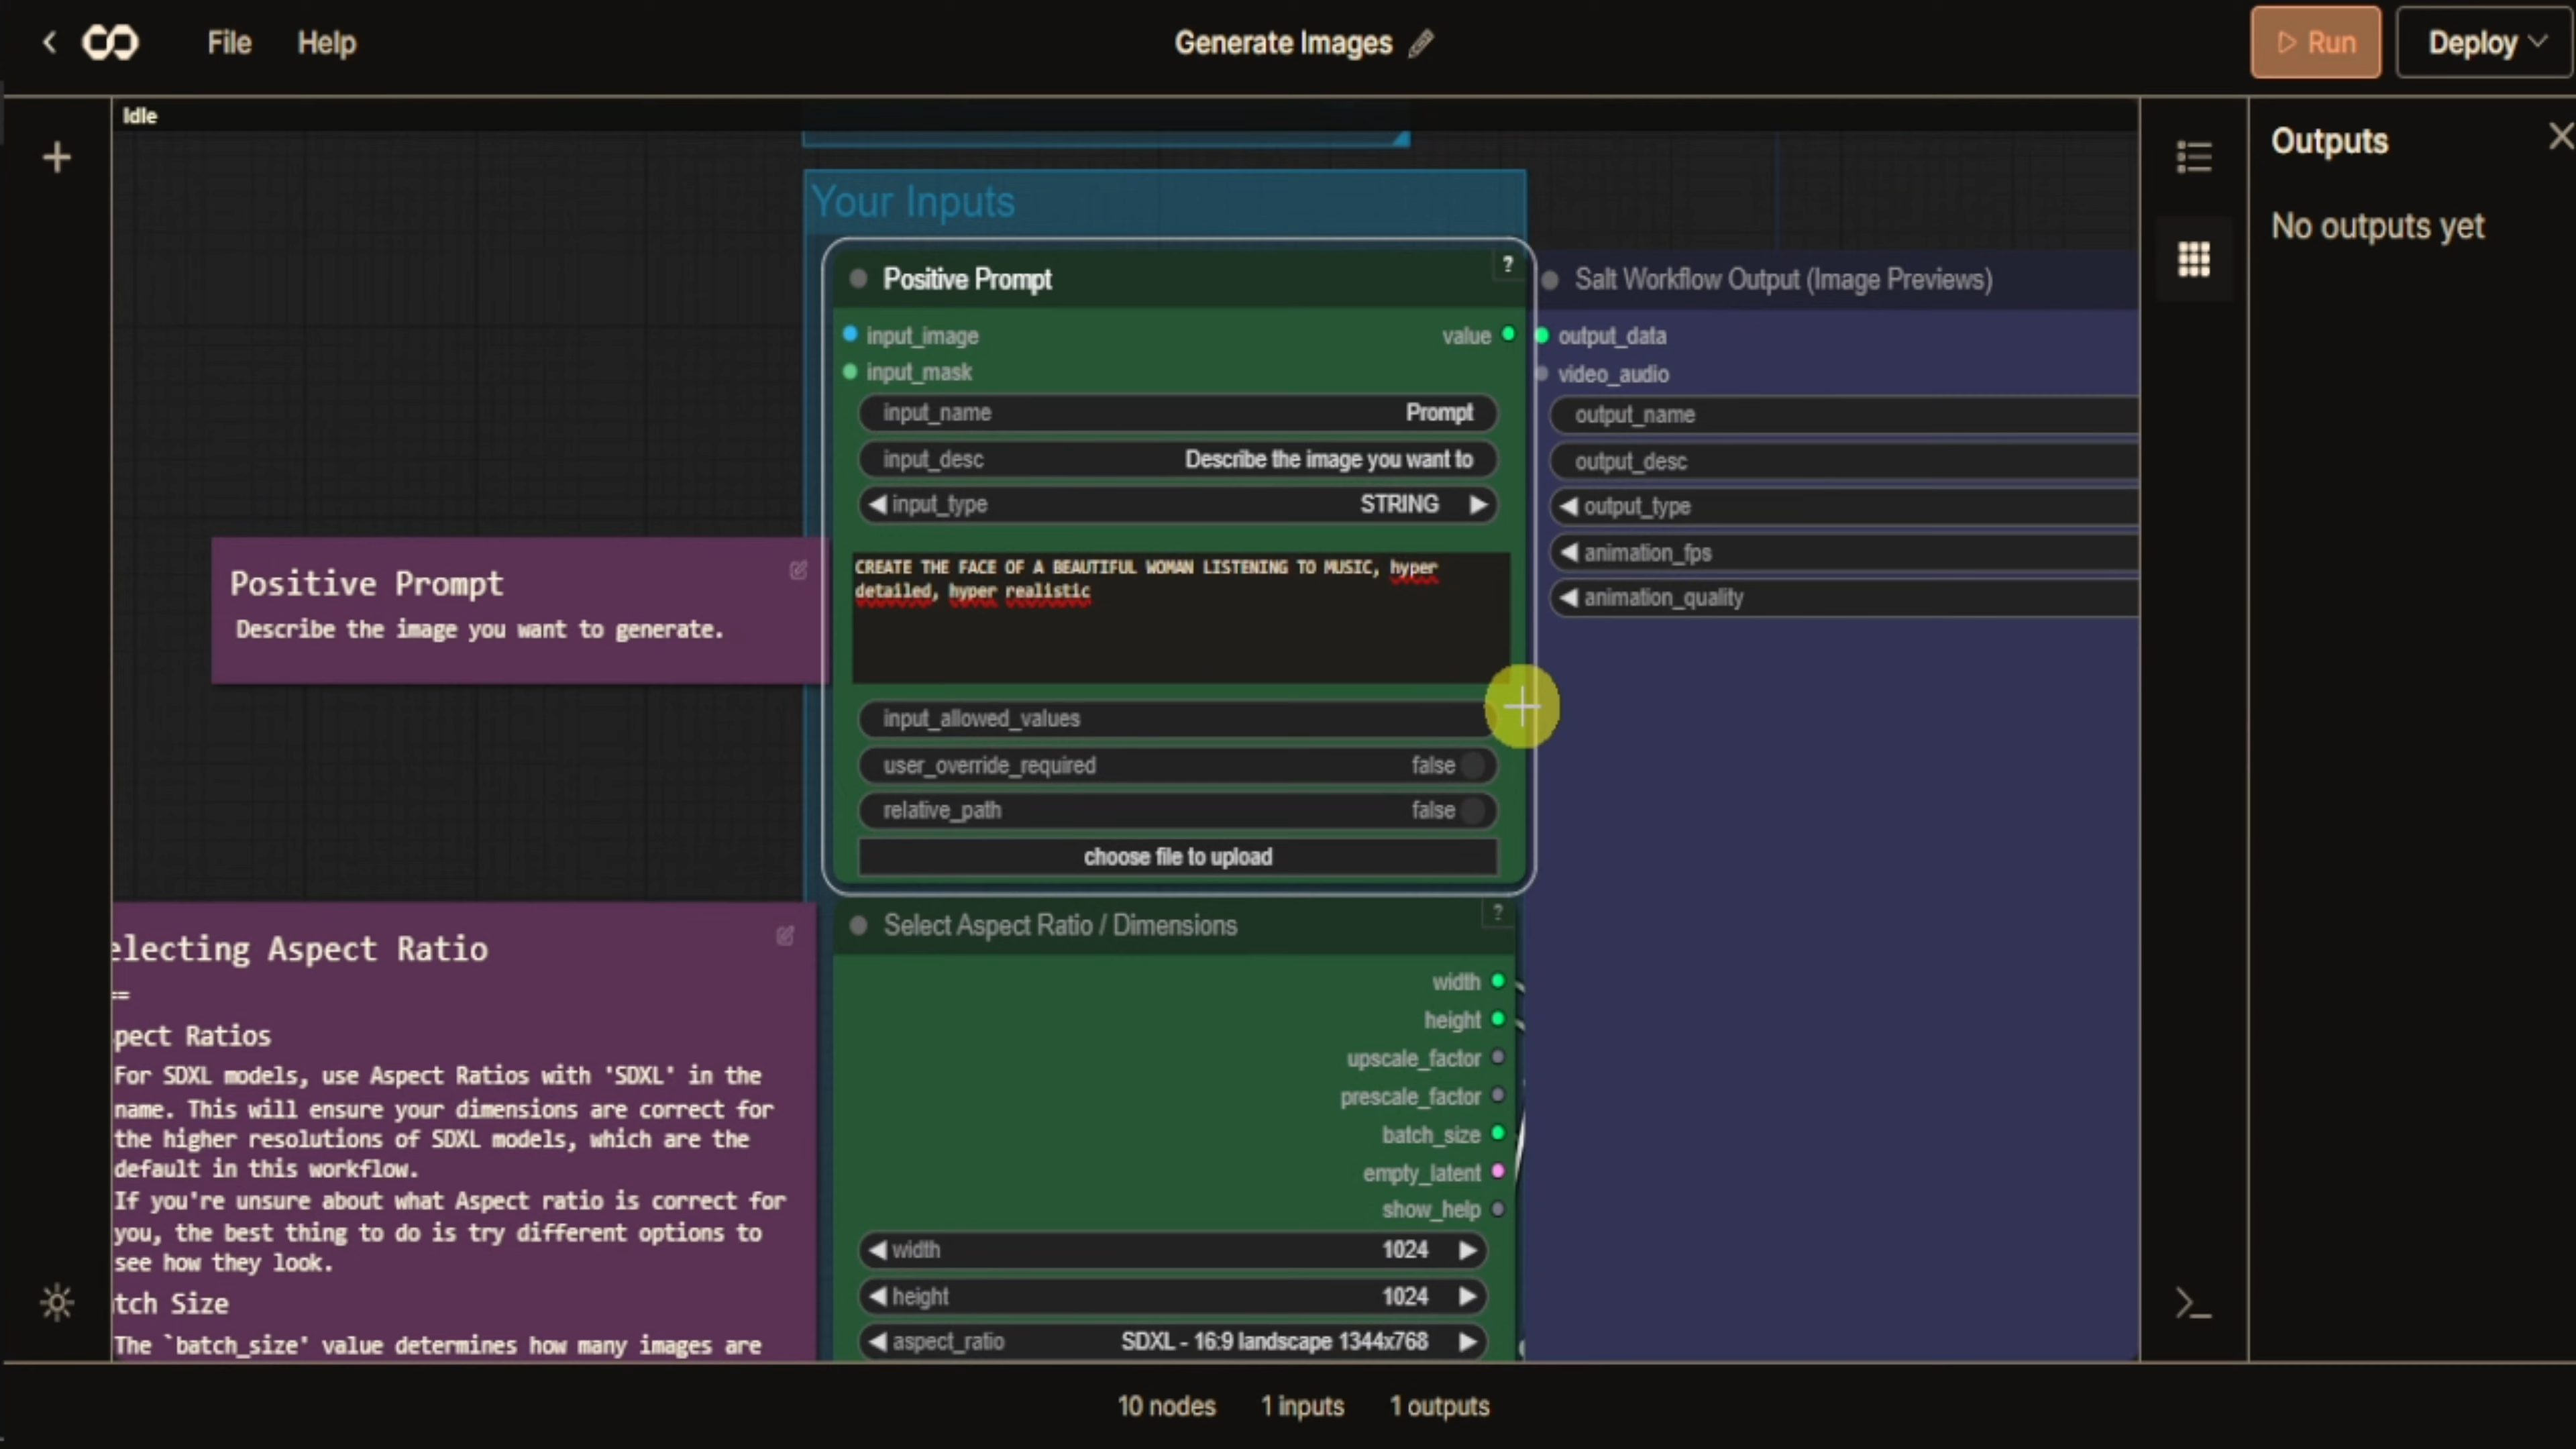 File
Help
Generate Images
Run
Deploy
Idle
Outputs
No outputs yet
Your Inputs
Positive Prompt
?
input_image
value
input_mask
input_name
Prompt
input_desc
Describe the image you want to
input_type
STRING
CREATE THE FACE OF A BEAUTIFUL WOMAN LISTENING TO MUSIC, hyper
detailed, hyper realistic
input_allowed_values
user_override_required
false
relative_path
false
choose file to upload
Salt Workflow Output (Image Previews)
output_data
video_audio
output_name
output_desc
output_type
animation_fps
animation_quality
Positive Prompt
Describe the image you want to generate.
electing Aspect Ratio
==
pect Ratios
For SDXL models, use Aspect Ratios with 'SDXL' in the
name. This will ensure your dimensions are correct for
the higher resolutions of SDXL models, which are the
default in this workflow.
If you're unsure about what Aspect ratio is correct for
you, the best thing to do is try different options to
see how they look.
tch Size
The `batch_size' value determines how many images are
Select Aspect Ratio / Dimensions
?
width
height
upscale_factor
prescale_factor
batch_size
empty_latent
show_help
width
1024
height
1024
aspect_ratio
SDXL - 16:9 landscape 1344x768
10 nodes
1 inputs
1 outputs